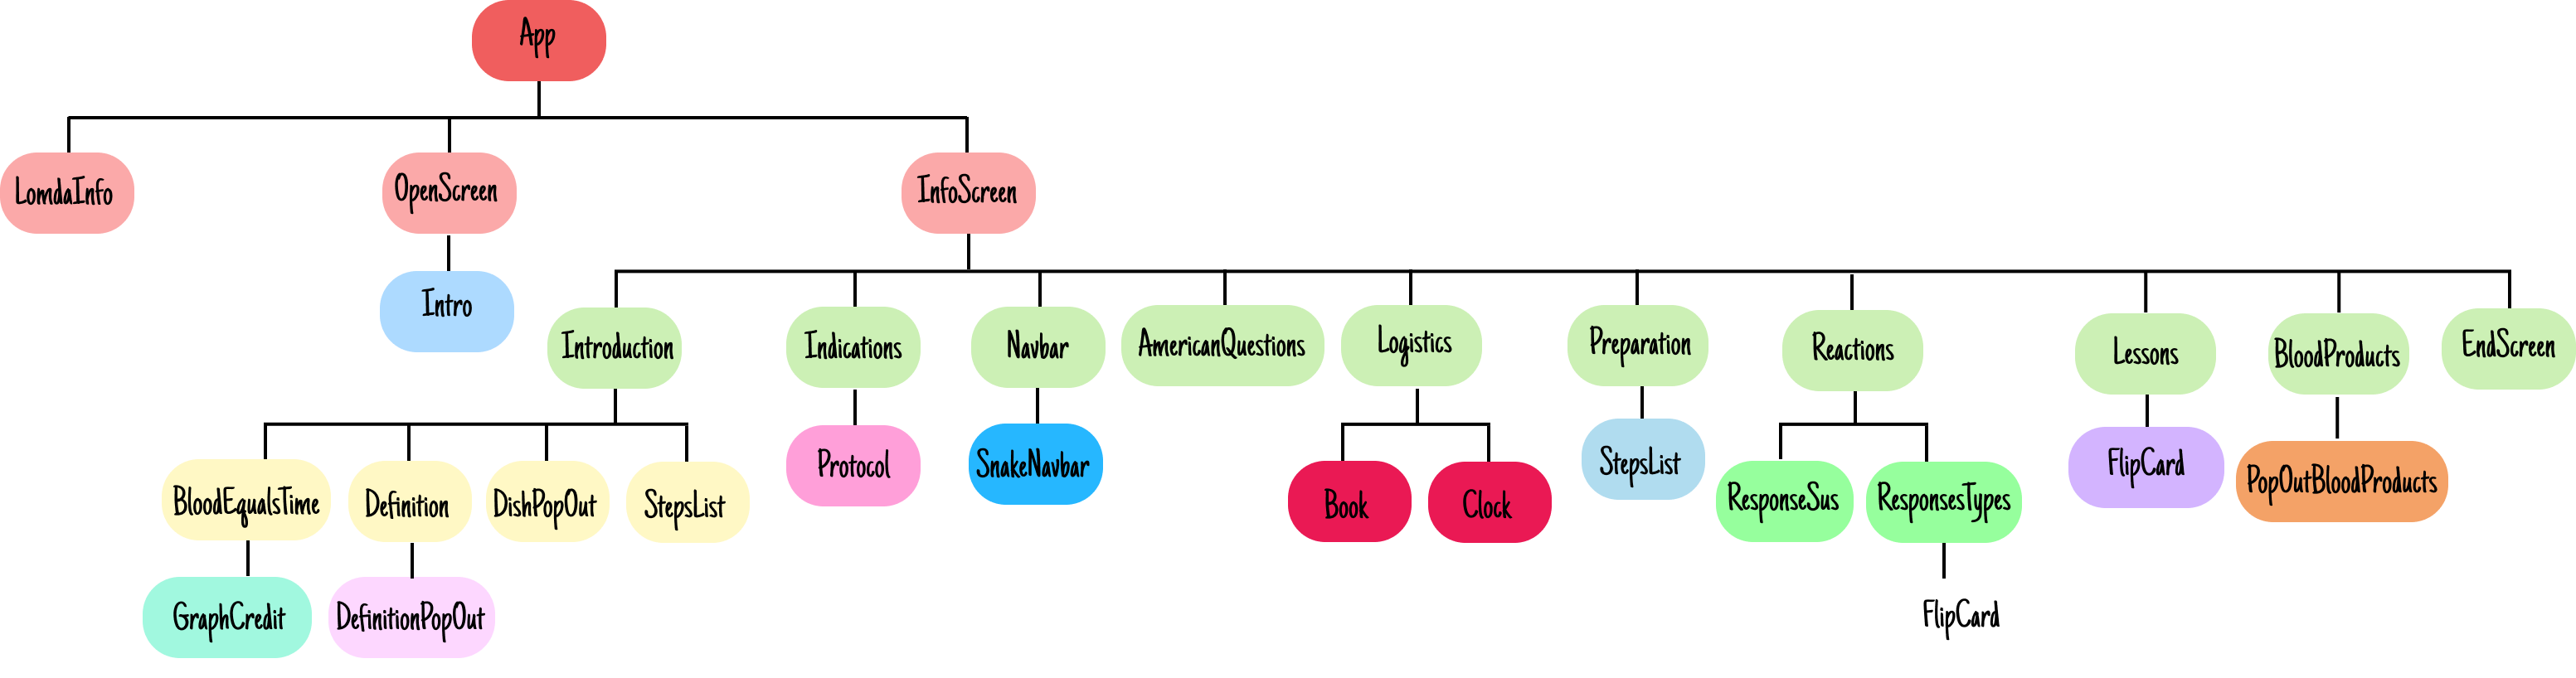 App
LomdaInfo
OpenScreen
InfoScreen
Intro
Introduction
Indications
Navbar
AmericanQuestions
Logistics
Preparation
Reactions
Lessons
BloodProducts
EndScreen
BloodEqualsTime
Definition
DishPopOut
StepsList
Protocol
SnakeNavbar
Book
Clock
StepsList
ResponseSus
ResponsesTypes
FlipCard
PopOutBloodProducts
GraphCredit
DefinitionPopOut
FlipCard